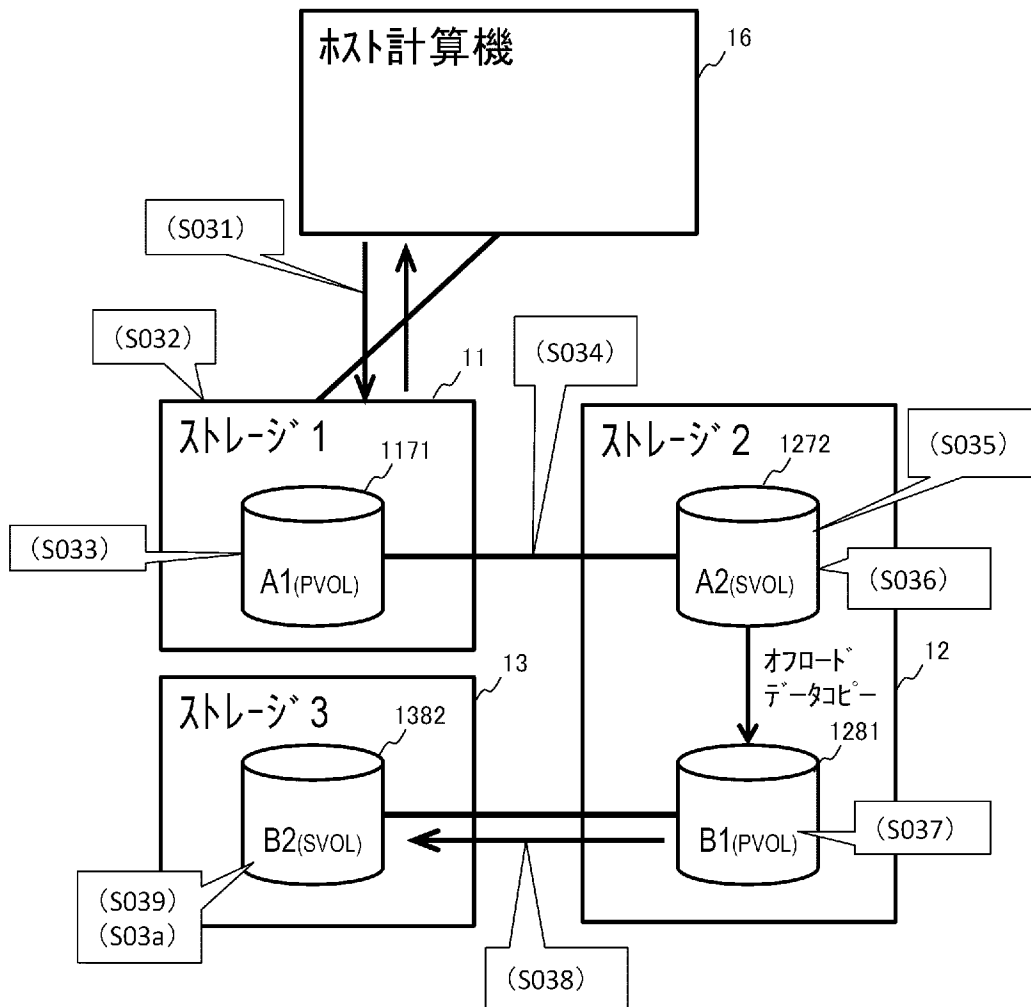 ホスト計算機
16
(S031)
(S032)
11
(S034)
ストレージ1
1171
ストレージ2
1272
(S035)
(S033)
A1(PVOL)
A2(SVOL)
(S036)
オフロード
データコピー
12
13
ストレージ3
1382
1281
B2(SVOL)
B1(PVOL)
(S037)
(S039)
(S03a)
(S038)